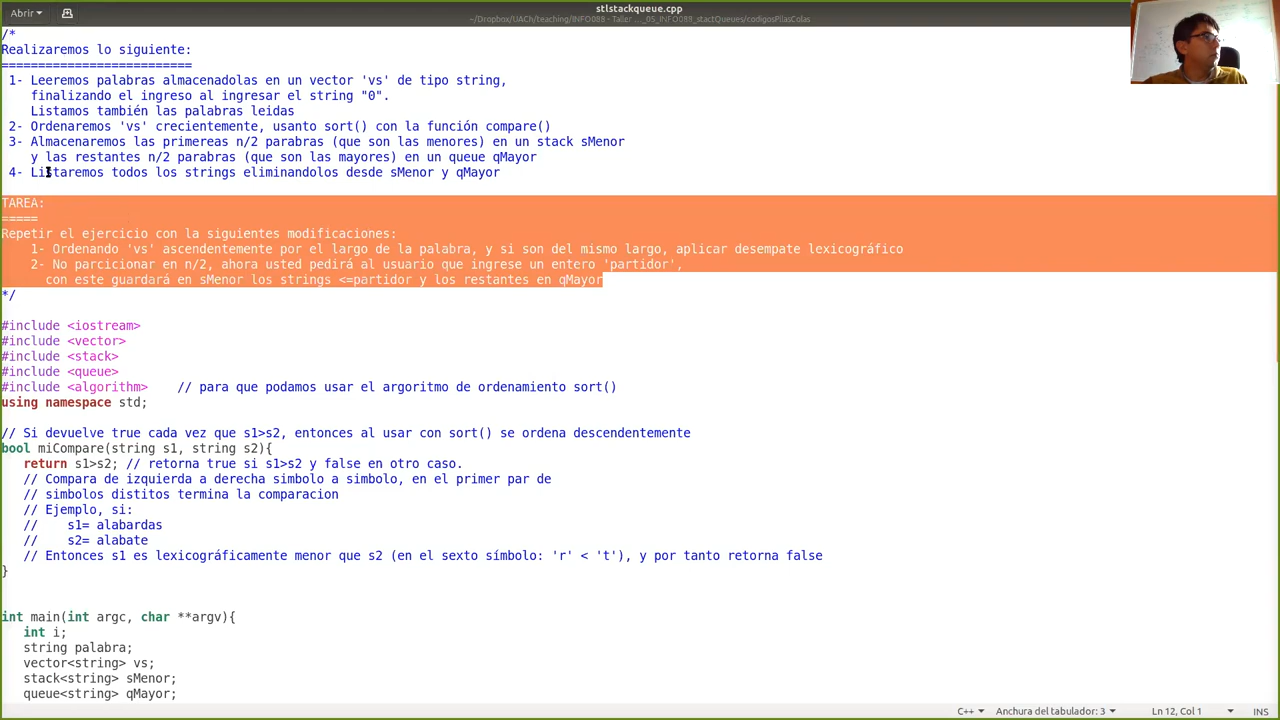 Abrir
stlstackqueue.cpp
~/Dropbox/UACh/teaching/INFO088 - Taller ..._05_INFO088_stactQueues/codigosPilasColas
/*
Realizaremos lo siguiente:
==========================
1- Leeremos palabras almacenadolas en un vector 'vs' de tipo string,
finalizando el ingreso al ingresar el string "0".
Listamos también las palabras leidas
2- Ordenaremos 'vs' crecientemente, usanto sort() con la función compare()
3- Almacenaremos las primereas n/2 parabras (que son las menores) en un stack sMenor
y las restantes n/2 parabras (que son las mayores) en un queue qMayor
4- Listaremos todos los strings eliminandolos desde sMenor y qMayor
TAREA:
=====
Repetir el ejercicio con la siguientes modificaciones:
1- Ordenando 'vs' ascendentemente por el largo de la palabra, y si son del mismo largo, aplicar desempate lexicográfico
2- No parcicionar en n/2, ahora usted pedirá al usuario que ingrese un entero 'partidor',
con este guardará en sMenor los strings <=partidor y los restantes en qMayor
*/
#include <iostream>
#include <vector>
#include <stack>
#include <queue>
#include <algorithm>    // para que podamos usar el argoritmo de ordenamiento sort()
using namespace std;
// Si devuelve true cada vez que s1>s2, entonces al usar con sort() se ordena descendentemente
bool miCompare(string s1, string s2){
return s1>s2; // retorna true si s1>s2 y false en otro caso.
// Compara de izquierda a derecha simbolo a simbolo, en el primer par de
// simbolos distitos termina la comparacion
// Ejemplo, si:
//    s1= alabardas
//    s2= alabate
// Entonces s1 es lexicográficamente menor que s2 (en el sexto símbolo: 'r' < 't'), y por tanto retorna false
}
int main(int argc, char **argv){
int i;
string palabra;
vector<string> vs;
stack<string> sMenor;
queue<string> qMayor;
C++ Anchura del tabulador: 3 Ln 12, Col 1 INS